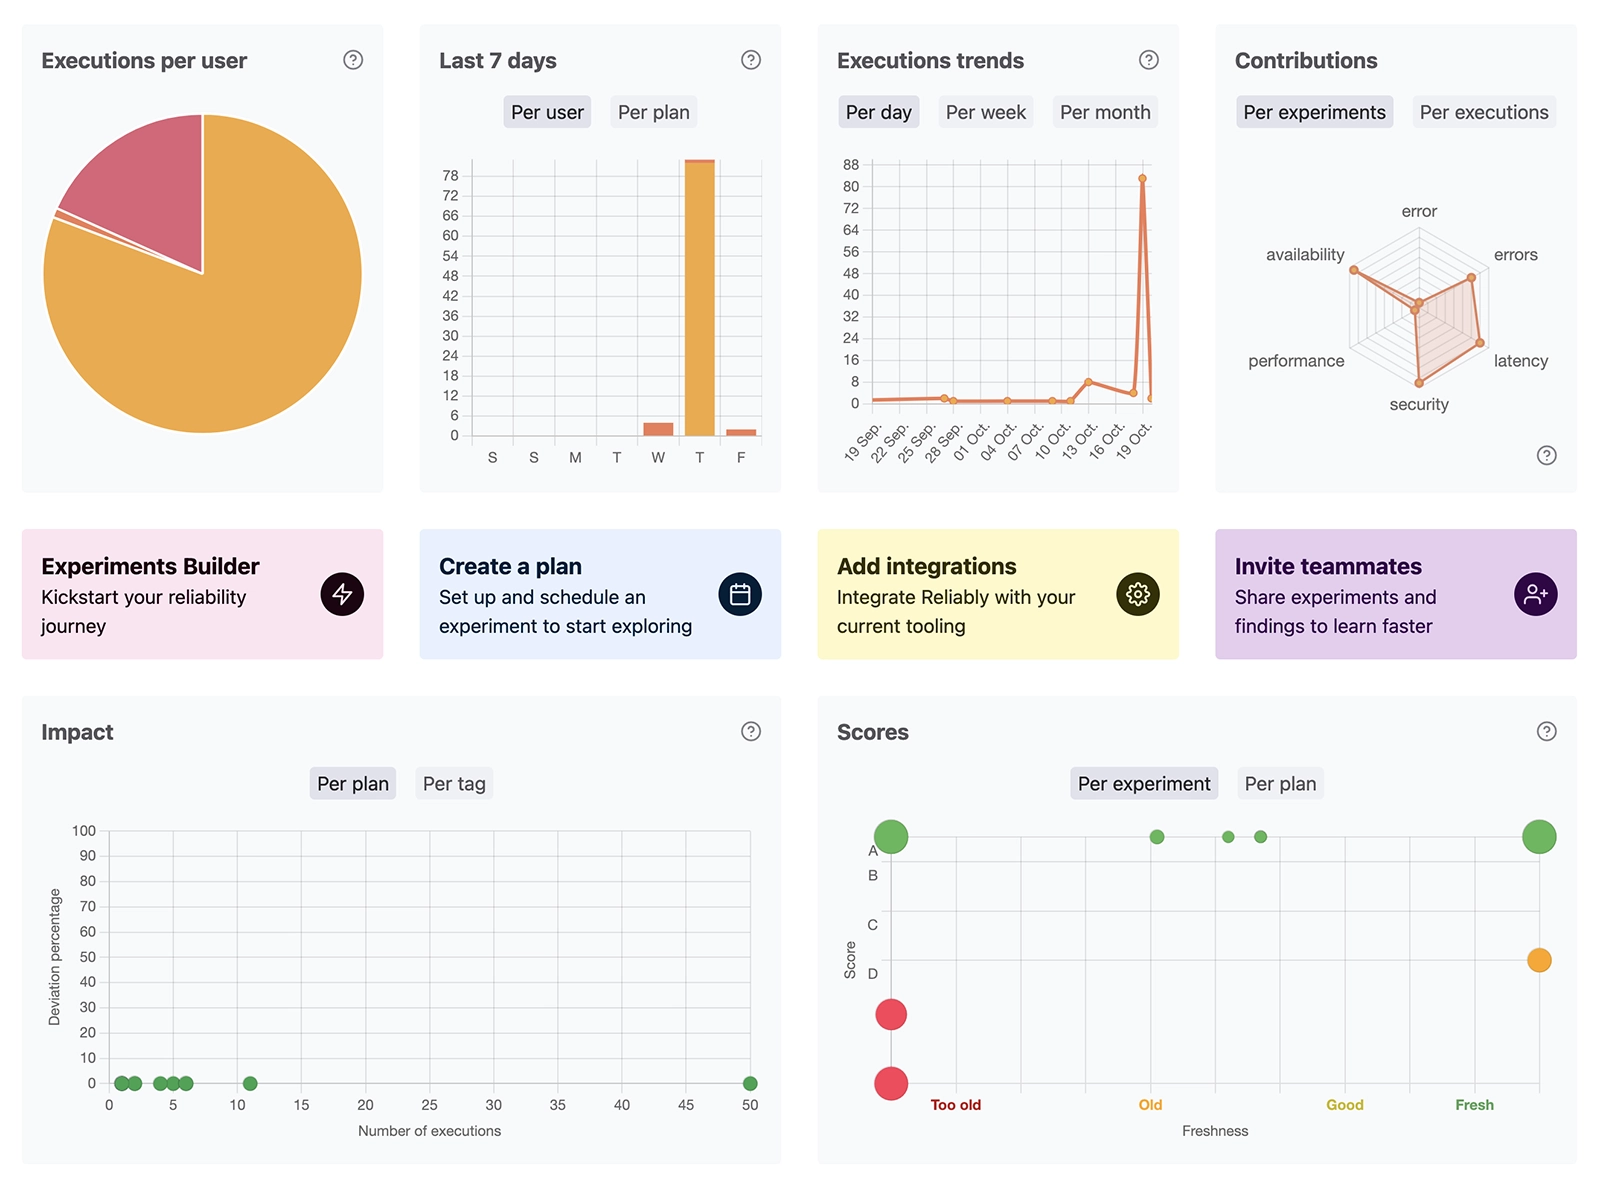 Executions per user
Last 7 days
Per user Per plan
78
72
66
60
54
48
42
36
30
24
18
12
6
0
S S M T W T F
Executions trends
Per day Per week Per month
88
80
72
64
56
48
40
32
24
16
8
0
19 Sep. 22 Sep. 25 Sep. 28 Sep. 01 Oct. 04 Oct. 07 Oct. 10 Oct. 13 Oct. 16 Oct. 19 Oct.
Contributions
Per experiments Per executions
error
availability errors
performance latency
security
Experiments Builder
Kickstart your reliability
journey
Create a plan
Set up and schedule an
experiment to start exploring
Add integrations
Integrate Reliably with your
current tooling
Invite teammates
Share experiments and
findings to learn faster
Impact
Per plan Per tag
Deviation percentage
100
90
80
70
60
50
40
30
20
10
0
0 5 10 15 20 25 30 35 40 45 50
Number of executions
Scores
Per experiment Per plan
Score
A
B
C
D
Too old Old Good Fresh
Freshness